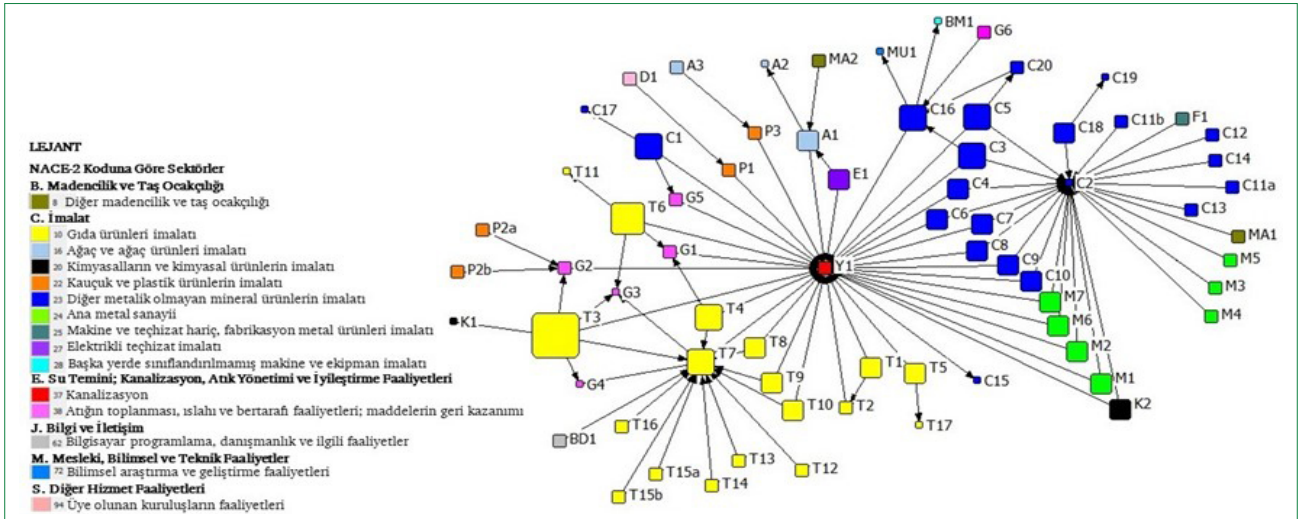 LEJANT
NACE-2 Koduna Göre Sektörler
B. Madencilik ve Taş Ocakçılığı
8 Diğer madencilik ve taş ocakçılığı
C. İmalat
10 Gıda ürünleri imalatı
16 Ağaç ve ağaç ürünleri imalatı
20 Kimyasalların ve kimyasal ürünlerin imalatı
22 Kauçuk ve plastik ürünlerin imalatı
23 Diğer metalik olmayan mineral ürünlerin imalatı
24 Ana metal sanayii
25 Makine ve teçhizat hariç, fabrikasyon metal ürünleri imalatı
27 Elektrikli teçhizat imalatı
28 Başka yerde sınıflandırılmamış makine ve ekipman imalatı
E. Su Temini; Kanalizasyon, Atık Yönetimi ve İyileştirme Faaliyetleri
37 Kanalizasyon
38 Atığın toplanması, ıslahı ve bertarafı faaliyetleri; maddelerin geri kazanımı
J. Bilgi ve İletişim
62 Bilgisayar programlama, danışmanlık ve ilgili faaliyetler
M. Mesleki, Bilimsel ve Teknik Faaliyetler
72 Bilimsel araştırma ve geliştirme faaliyetleri
S. Diğer Hizmet Faaliyetleri
94 Üye olunan kuruluşların faaliyetleri
BM1
G6
MU1
A2
MA2
A3
D1
C20
C19
C17
C16
C5
C18
C11b
F1
C12
C1
P3
A1
C3
C14
T11
P1
E1
C2
C11a
G5
C4
C13
T6
C6
C7
MA1
P2a
G1
C8
M5
P2b
G2
Y1
C9
C10
M3
G3
M7
M4
K1
T3
T4
M6
T7
T8
M2
G4
T9
T1
T5
C15
M1
T10
T2
K2
T16
T17
BD1
T13
T12
T15a
T14
T15b